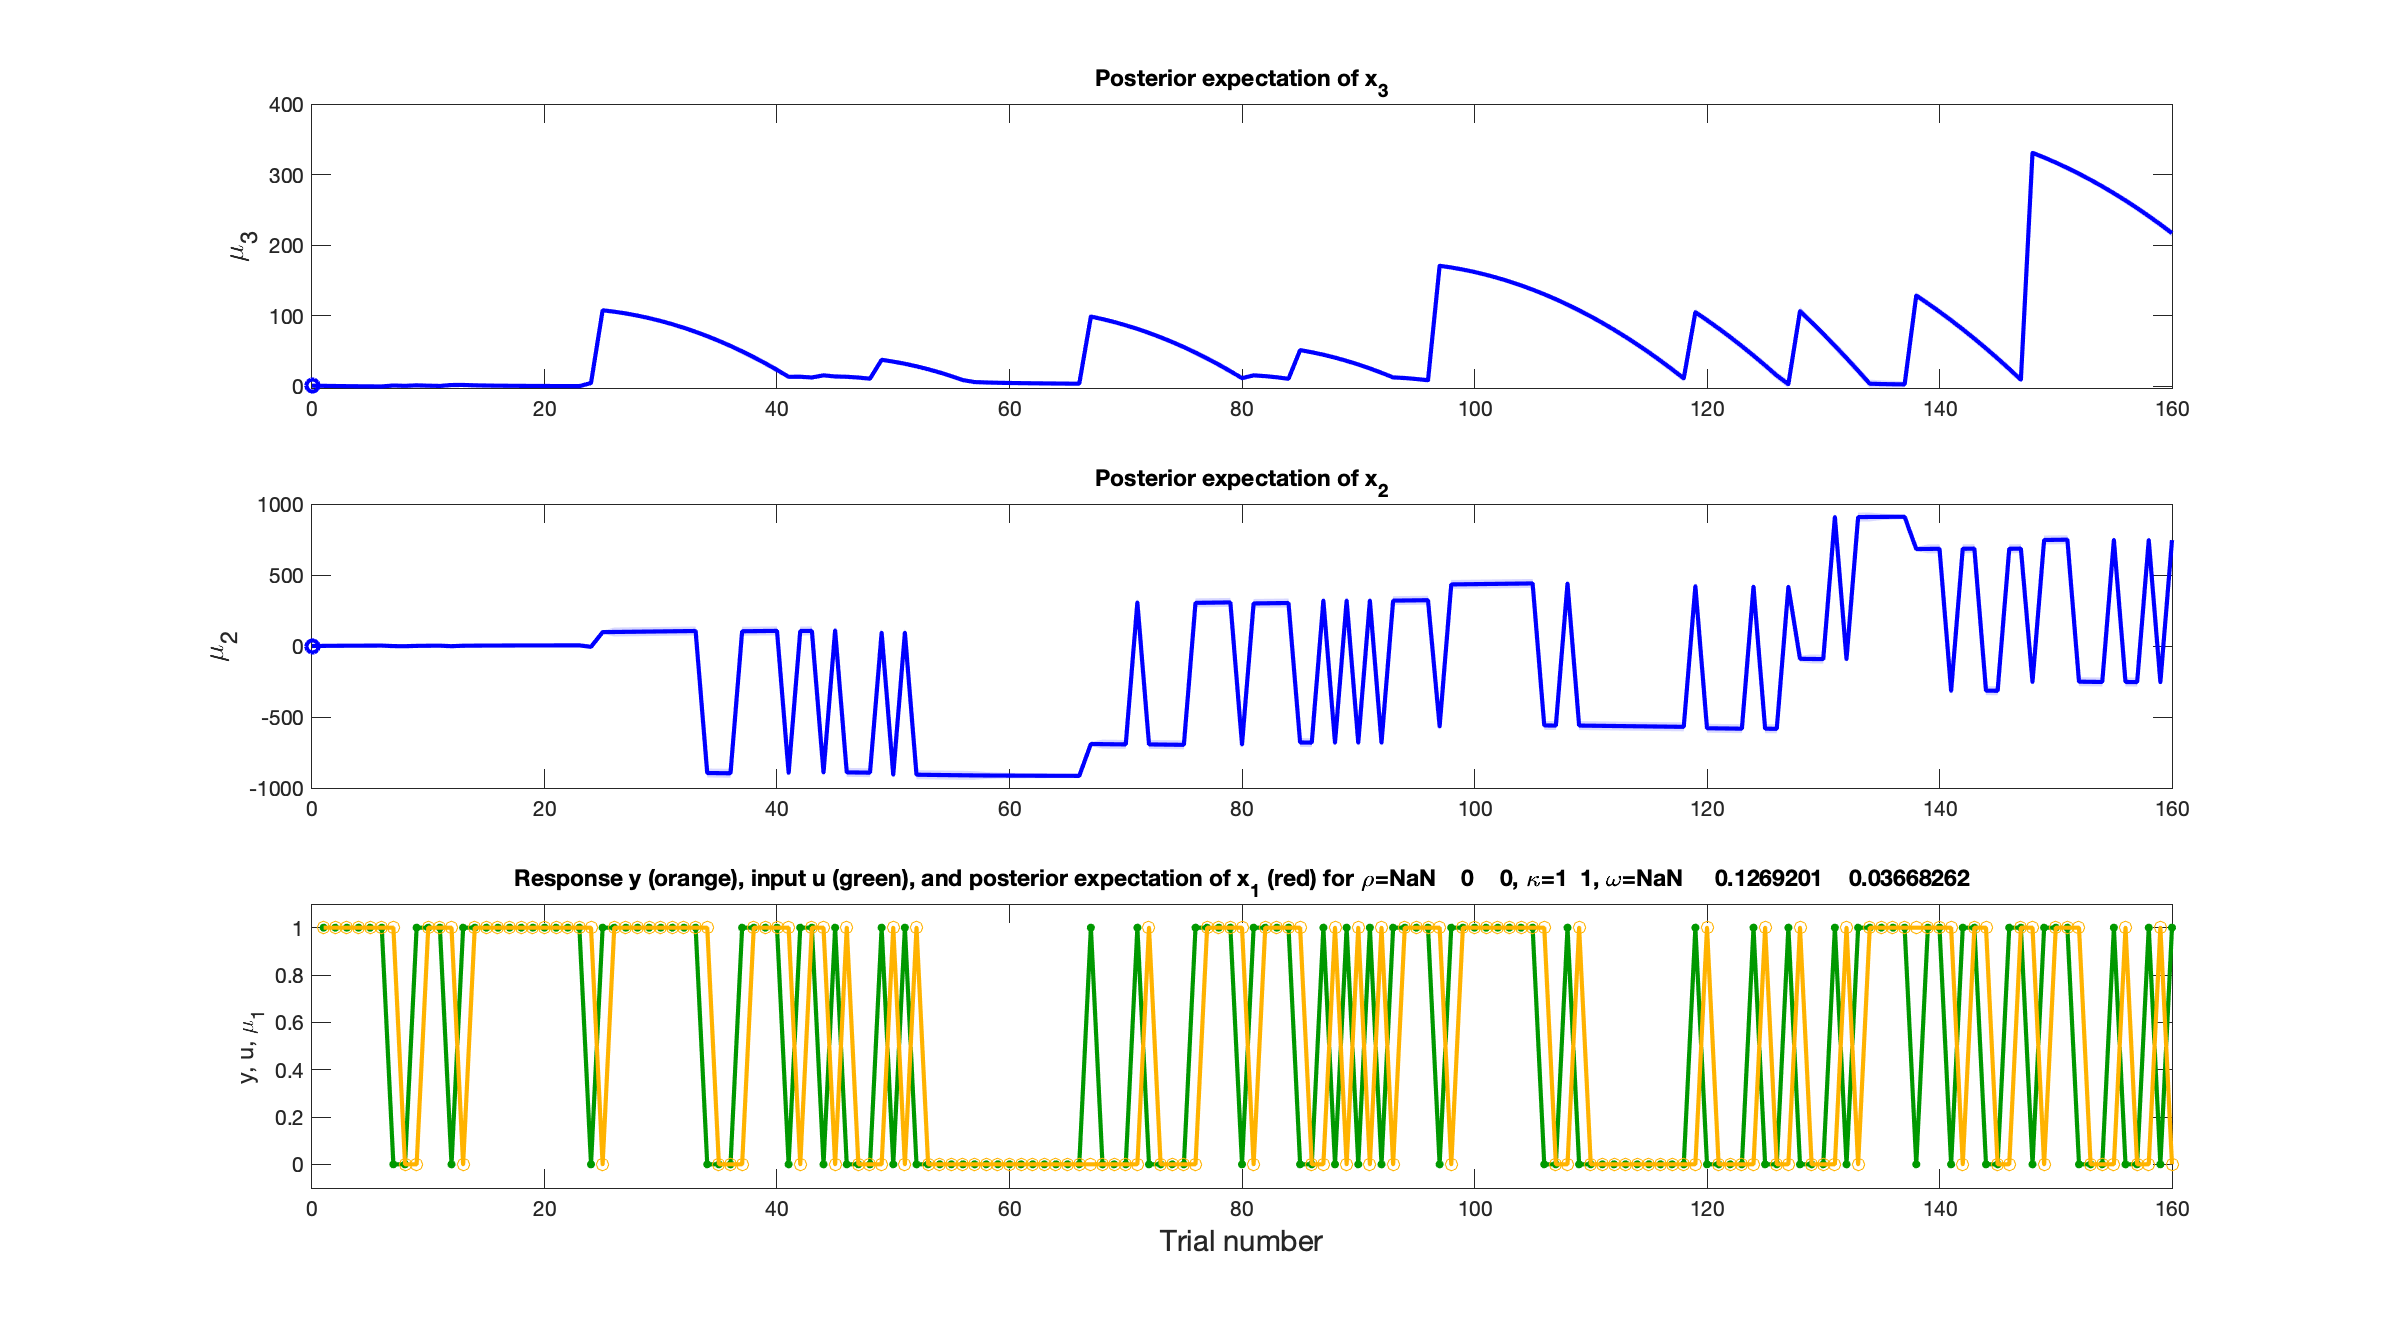 Posterior expectation of x3
400
300
200
100
0
μ3
0 20 40 60 80 100 120 140 160
Posterior expectation of x2
1000
500
0
-500
-1000
μ2
0 20 40 60 80 100 120 140 160
Response y (orange), input u (green), and posterior expectation of x1 (red) for ρ=NaN 0 0, κ=1 1, ω=NaN 0.1269201 0.03668262
1
0.8
0.6
0.4
0.2
0
y, u, μ1
0 20 40 60 80 100 120 140 160
Trial number